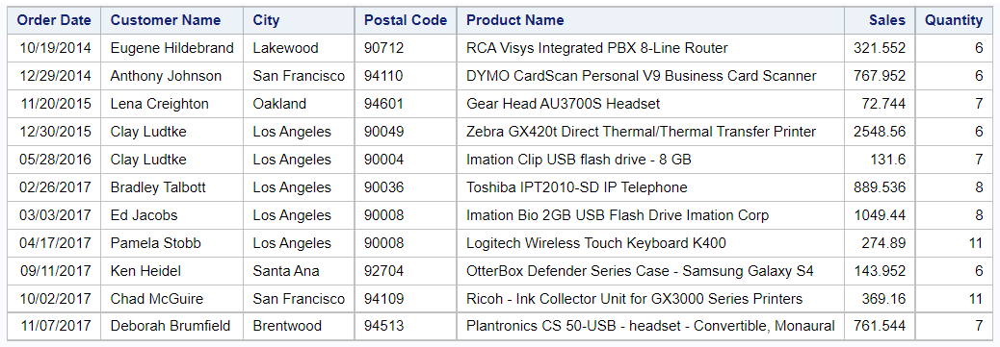 Order Date Customer Name City Postal Code Product Name Sales Quantity
10/19/2014 Eugene Hildebrand Lakewood 90712 RCA Visys Integrated PBX 8-Line Router 321.552 6
12/29/2014 Anthony Johnson San Francisco 94110 DYMO CardScan Personal V9 Business Card Scanner 767.952 6
11/20/2015 Lena Creighton Oakland 94601 Gear Head AU3700S Headset 72.744 7
12/30/2015 Clay Ludtke Los Angeles 90049 Zebra GX420t Direct Thermal/Thermal Transfer Printer 2548.56 6
05/28/2016 Clay Ludtke Los Angeles 90004 Imation Clip USB flash drive - 8 GB 131.6 7
02/26/2017 Bradley Talbott Los Angeles 90036 Toshiba IPT2010-SD IP Telephone 889.536 8
03/03/2017 Ed Jacobs Los Angeles 90008 Imation Bio 2GB USB Flash Drive Imation Corp 1049.44 8
04/17/2017 Pamela Stobb Los Angeles 90008 Logitech Wireless Touch Keyboard K400 274.89 11
09/11/2017 Ken Heidel Santa Ana 92704 OtterBox Defender Series Case - Samsung Galaxy S4 143.952 6
10/02/2017 Chad McGuire San Francisco 94109 Ricoh - Ink Collector Unit for GX3000 Series Printers 369.16 11
11/07/2017 Deborah Brumfield Brentwood 94513 Plantronics CS 50-USB - headset - Convertible, Monaural 761.544 7